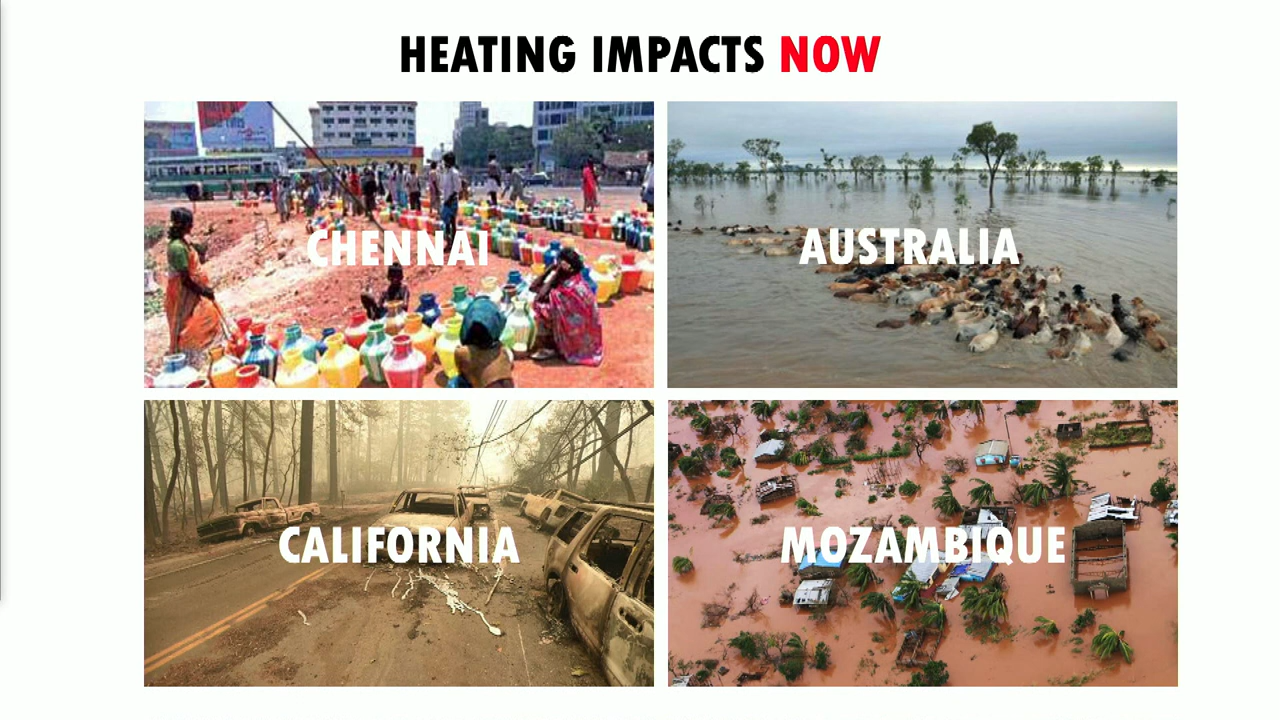 HEATING IMPACTS NOW
CHENNAI
AUSTRALIA
CALIFORNIA
MOZAMBIQUE